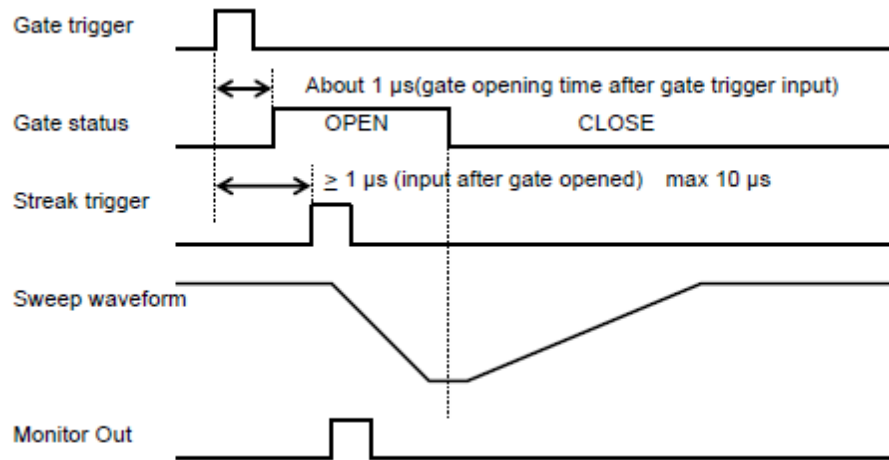 Gate trigger
About 1 µs(gate opening time after gate trigger input)
Gate status OPEN CLOSE
≥ 1 µs (input after gate opened) max 10 µs
Streak trigger
Sweep waveform
Monitor Out